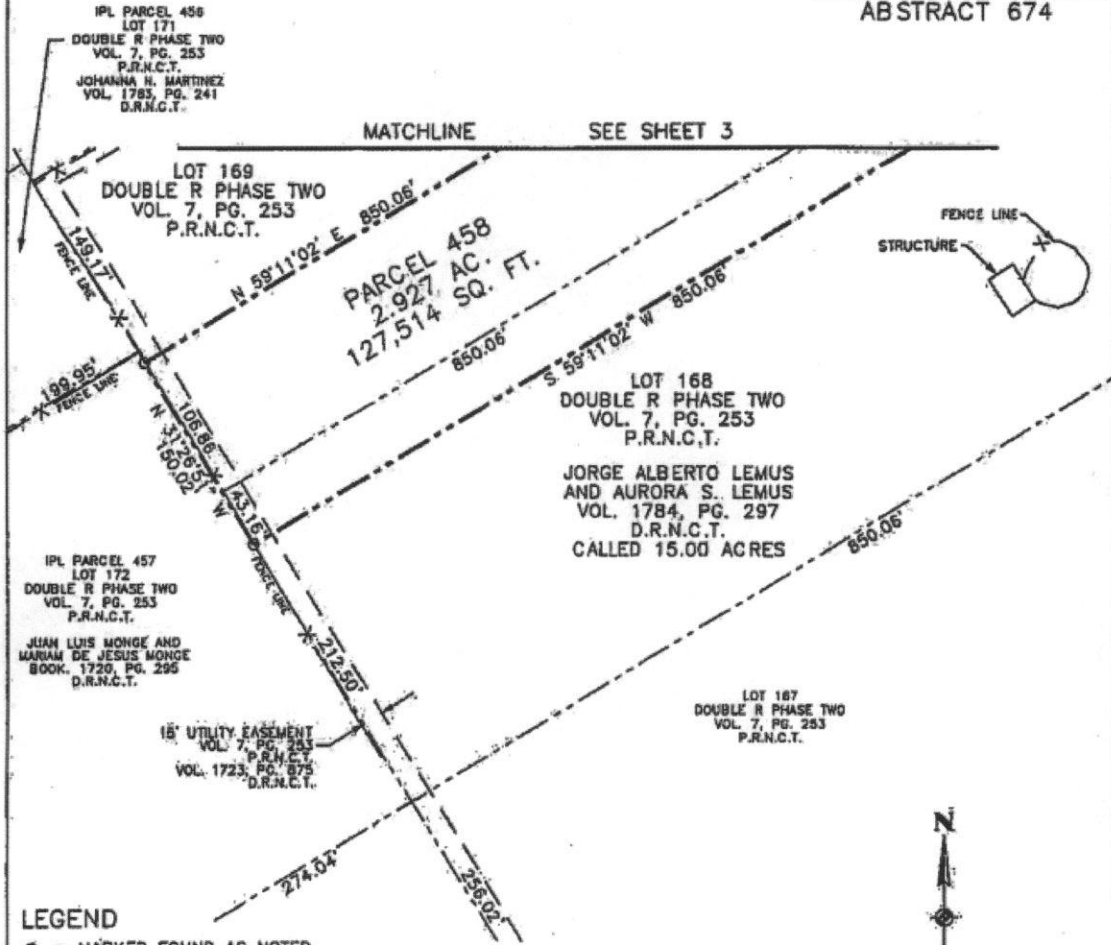 ABSTRACT 674
IPL PARCEL 456
LOT 171
DOUBLE R PHASE TWO
VOL. 7, PG. 253
P.R.N.C.T.
JOHANNA N. MARTINEZ
VOL. 1783, PG. 241
D.R.N.C.T.
MATCHLINE SEE SHEET 3
LOT 169
DOUBLE R PHASE TWO
VOL. 7, PG. 253
P.R.N.C.T.
149.17'
FENCE LINE
N 59°11'02" E 850.06'
PARCEL 458
2.927 AC.
127,514 SQ. FT.
FENCE LINE
STRUCTURE
850.06'
S 59°11'02" W 850.06'
199.95'
FENCE LINE
106.86'
N 31°26'51" W
150.02'
43.16'
FENCE LINE
LOT 168
DOUBLE R PHASE TWO
VOL. 7, PG. 253
P.R.N.C.T.
JORGE ALBERTO LEMUS
AND AURORA S. LEMUS
VOL. 1784, PG. 297
D.R.N.C.T.
CALLED 15.00 ACRES
850.06'
IPL PARCEL 457
LOT 172
DOUBLE R PHASE TWO
VOL. 7, PG. 253
P.R.N.C.T.
JUAN LUIS MONGE AND
MARIAM DE JESUS MONGE
BOOK. 1720, PG. 295
D.R.N.C.T.
212.50'
15' UTILITY EASEMENT
VOL. 7, PG. 253
P.R.N.C.T.
VOL. 1723, PG. 875
D.R.N.C.T.
LOT 167
DOUBLE R PHASE TWO
VOL. 7, PG. 253
P.R.N.C.T.
274.04'
256.02'
N
LEGEND
MARKER FOUND AS NOTED